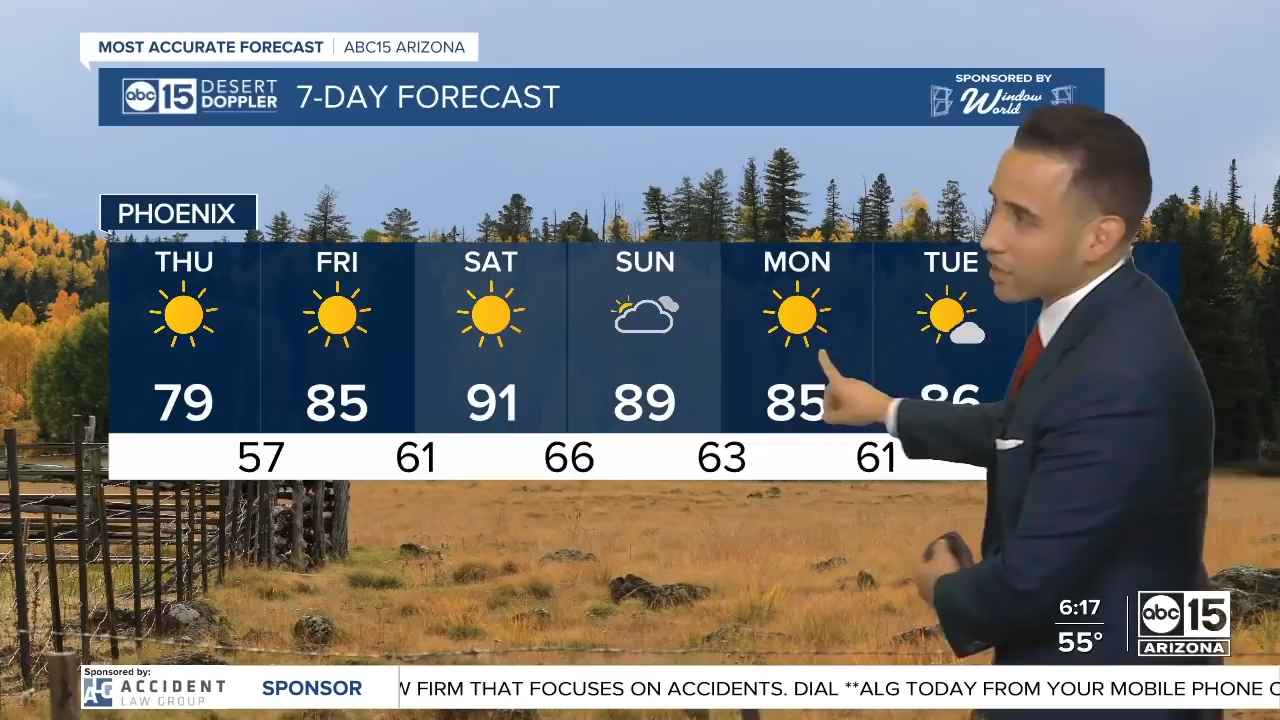 MOST ACCURATE FORECAST | ABC15 ARIZONA
abc 15 DESERT DOPPLER 7-DAY FORECAST
SPONSORED BY
Window World
PHOENIX
THU FRI SAT SUN MON TUE
79 85 91 89 85 86
57 61 66 63 61
6:17
55°
abc 15
ARIZONA
Sponsored by:
ALG ACCIDENT LAW GROUP SPONSOR
FIRM THAT FOCUSES ON ACCIDENTS. DIAL **ALG TODAY FROM YOUR MOBILE PHONE